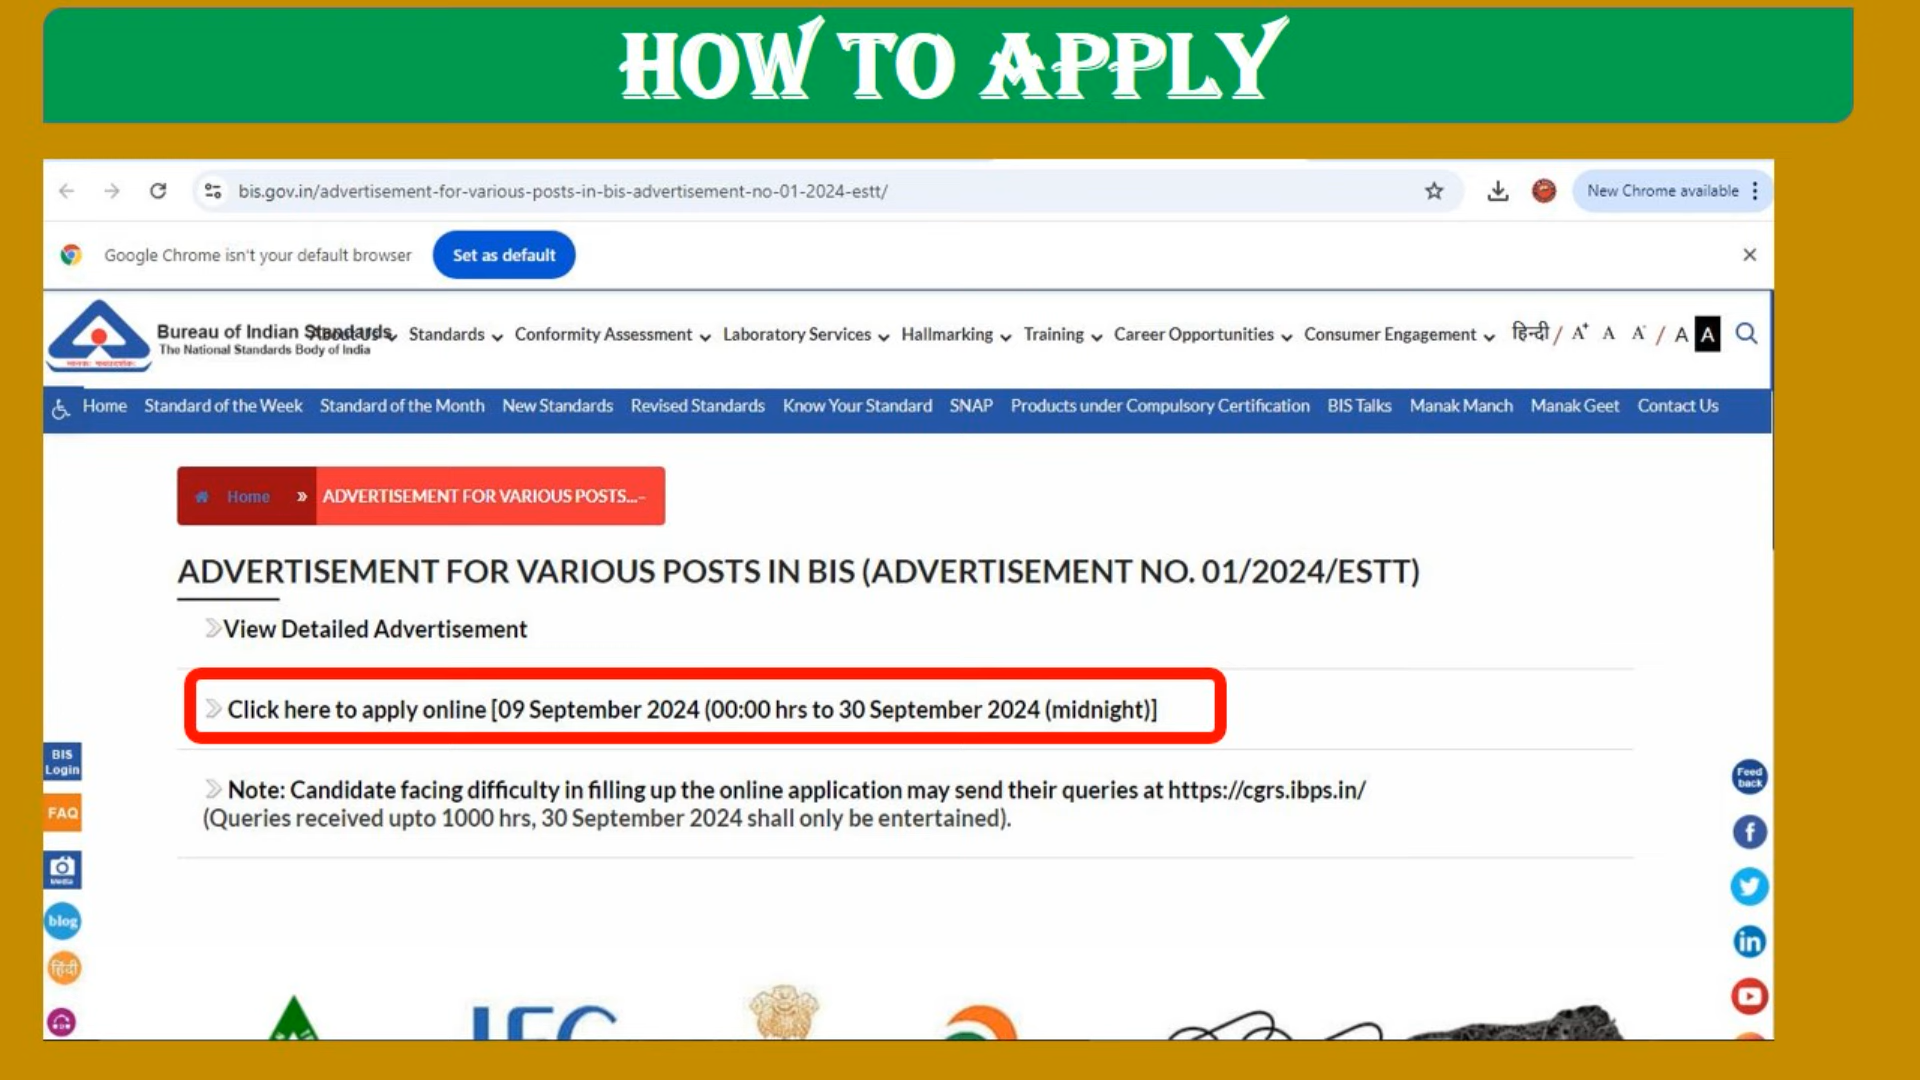 HOW TO APPLY
bis.gov.in/advertisement-for-various-posts-in-bis-advertisement-no-01-2024-estt/
New Chrome available
Google Chrome isn't your default browser
Set as default
Bureau of Indian Standards
The National Standards Body of India
About Us Standards Conformity Assessment Laboratory Services Hallmarking Training Career Opportunities Consumer Engagement हिन्दी / A+ A A- / A A
Home Standard of the Week Standard of the Month New Standards Revised Standards Know Your Standard SNAP Products under Compulsory Certification BIS Talks Manak Manch Manak Geet Contact Us
Home » ADVERTISEMENT FOR VARIOUS POSTS...-
ADVERTISEMENT FOR VARIOUS POSTS IN BIS (ADVERTISEMENT NO. 01/2024/ESTT)
View Detailed Advertisement
Click here to apply online [09 September 2024 (00:00 hrs to 30 September 2024 (midnight)]
Note: Candidate facing difficulty in filling up the online application may send their queries at https://cgrs.ibps.in/
(Queries received upto 1000 hrs, 30 September 2024 shall only be entertained).
BIS
Login
FAQ
Media
blog
हिंदी
Feed
back
f
in
IEC